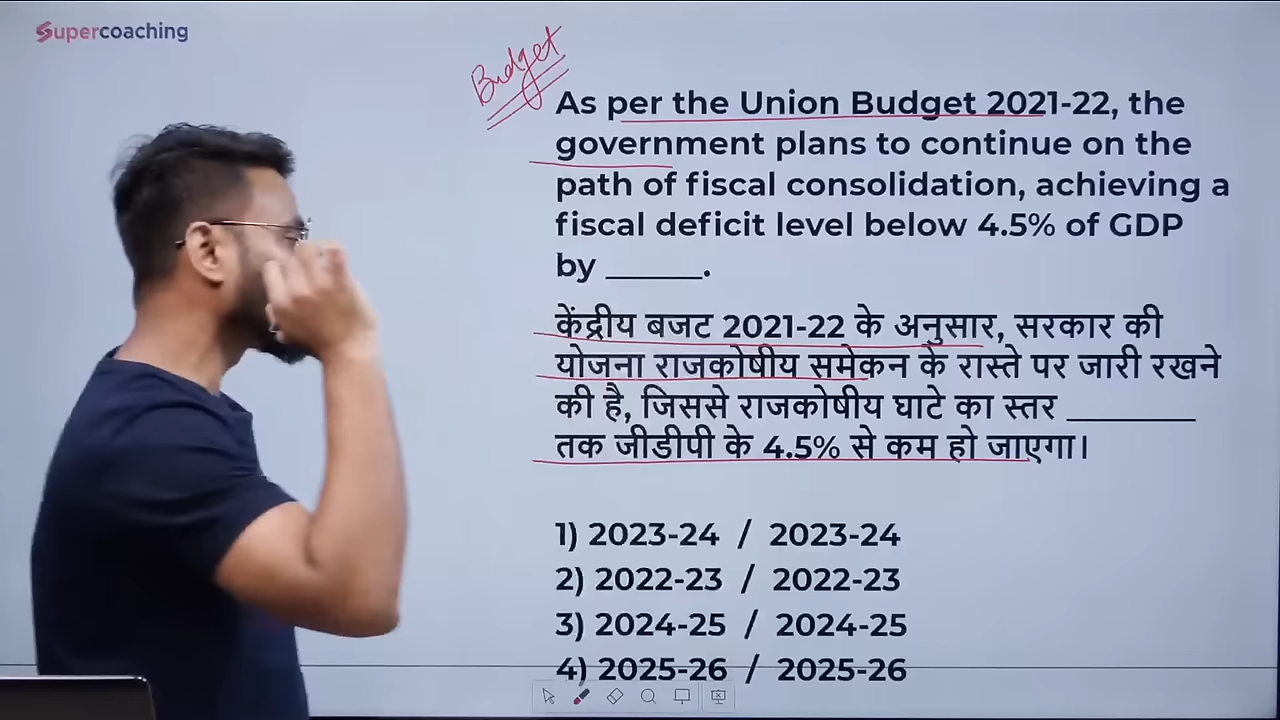 Supercoaching
Budget
As per the Union Budget 2021-22, the
government plans to continue on the
path of fiscal consolidation, achieving a
fiscal deficit level below 4.5% of GDP
by ______.
केंद्रीय बजट 2021-22 के अनुसार, सरकार की
योजना राजकोषीय समेकन के रास्ते पर जारी रखने
की है, जिससे राजकोषीय घाटे का स्तर ________
तक जीडीपी के 4.5% से कम हो जाएगा।
1) 2023-24 / 2023-24
2) 2022-23 / 2022-23
3) 2024-25 / 2024-25
4) 2025-26 / 2025-26